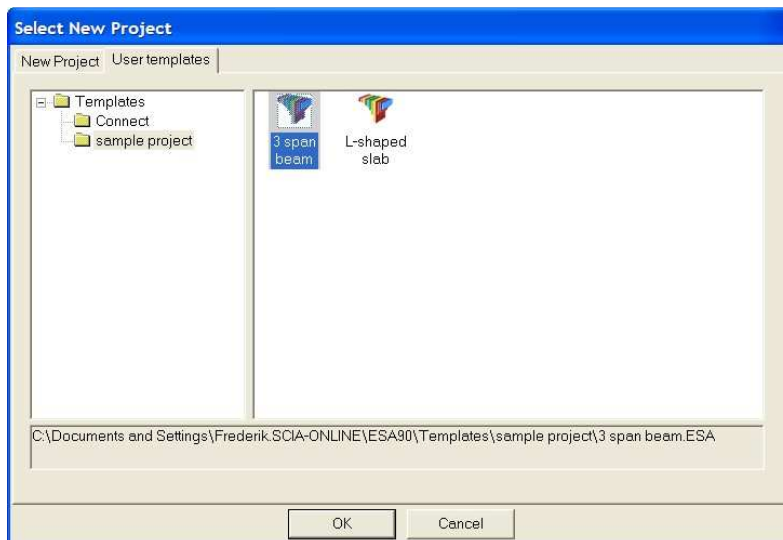 Select New Project
New Project User templates
Templates
Connect
sample project
3 span
beam
L-shaped
slab
C:\Documents and Settings\Frederik.SCIA-ONLINE\ESA90\Templates\sample project\3 span beam.ESA
OK Cancel